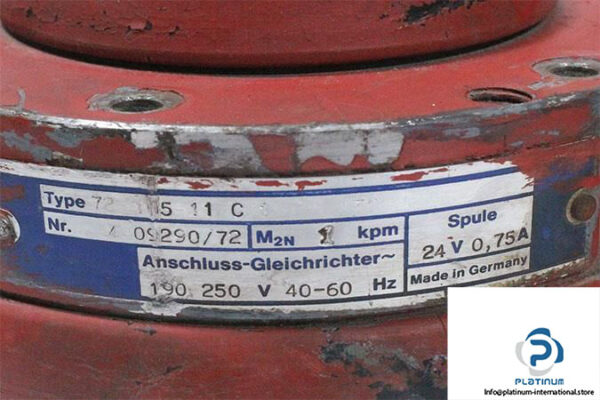 Type 72 5 11 C
Nr. 09290/72 M2N kpm
Spule
24 V 0,75A
Anschluss-Gleichrichter~
190 250 V 40-60 Hz
Made in Germany
PLATINUM
Info@platinum-international.store